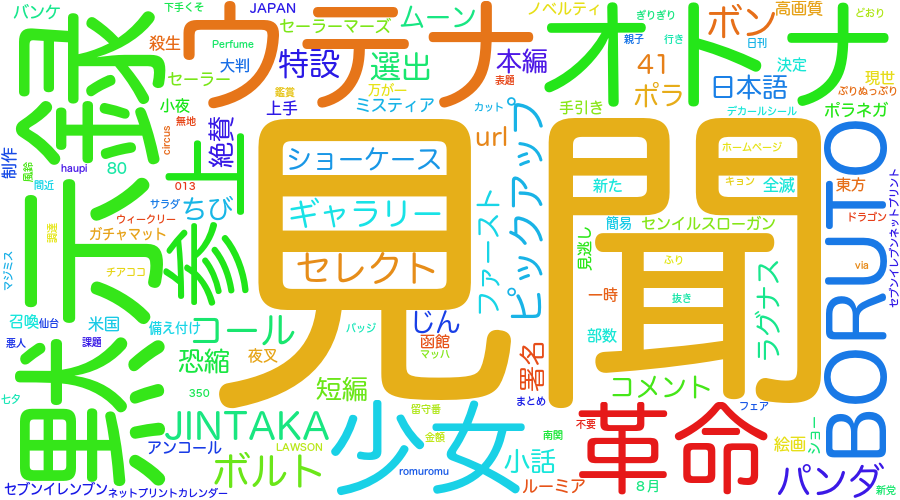 バンケ
下手くそ
JAPAN
ノベルティ
ぎりぎり
高画質
どおり
見聞
録
ウテナ
オトナ
ボン
セーラーマーズ
ムーン
殺生
Perfume
大判
特設
選出
本編
表題
親子
行き
日刊
41
決定
現世
セーラー
鑑賞
万が一
ミスティア
カット
ポラ
日本語
ぷりぬっぷり
小夜
上手
手引き
デカールシール
ポラネガ
無地
circus
絶賛
url
ピックアップ
ホームページ
制作
風鈴
haupi
80
上
ショーケース
BORUTO
間近
013
新た
キョン
全滅
東方
サラダ
ちび
ギャラリー
ファースト
ウィークリー
簡易
センイルスローガン
ドラゴン
黙示
調達
ガチャマット
参
見逃し
セレクト
ふり
via
セブンイレブンネットプリント
マジミス
チアココ
一時
抜き
ラグナス
召喚
仙台
米国
備え付け
コール
バッジ
じん
部数
悪人
課題
恐縮
夜叉
函館
マッハ
署名
コメント
七夕
350
短編
まとめ
フェア
JINTAKA
少女
留守番
不要
革命
アンコール
LAWSON
金額
南関
絵画
ショー
ボルト
romuromu
小話
パンダ
セブンイレンブン
ネットプリントカレンダー
ルーミア
8月
新党